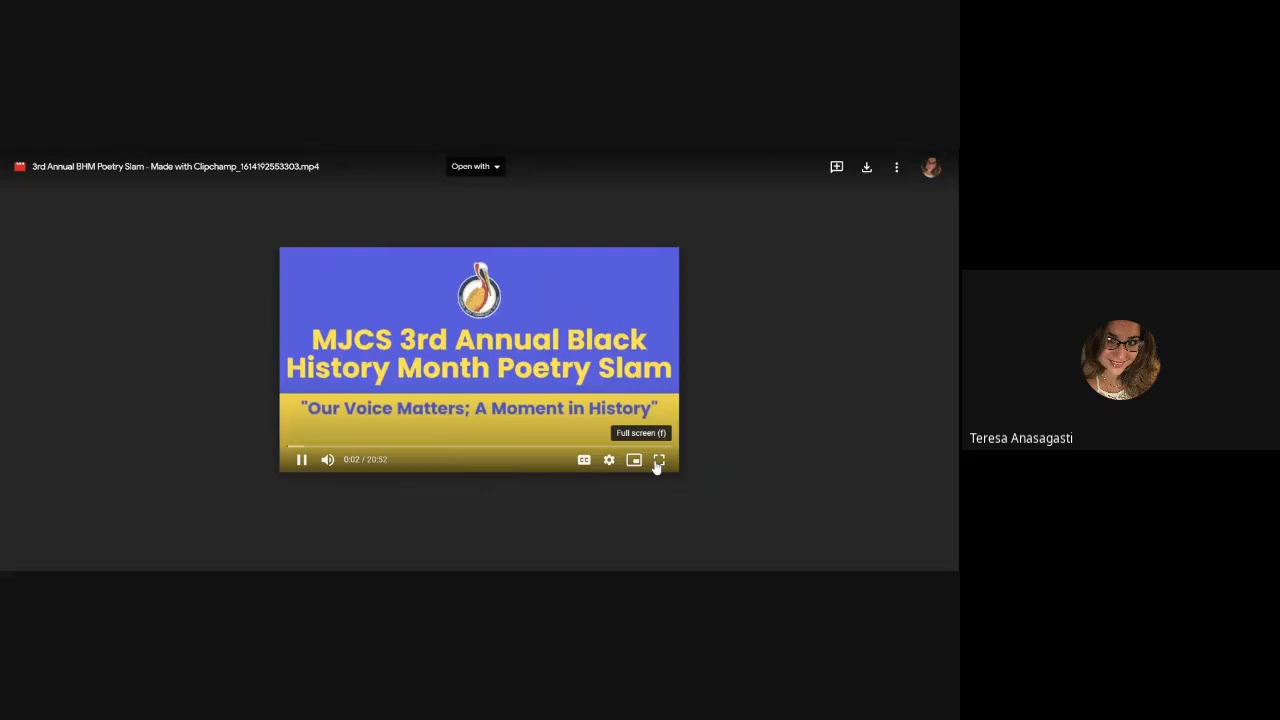 3rd Annual BHM Poetry Slam - Made with Clipchamp_1614192553303.mp4
Open with
MJCS 3rd Annual Black
History Month Poetry Slam
"Our Voice Matters; A Moment in History"
Full screen (f)
0:02 / 20:52
CC
Teresa Anasagasti